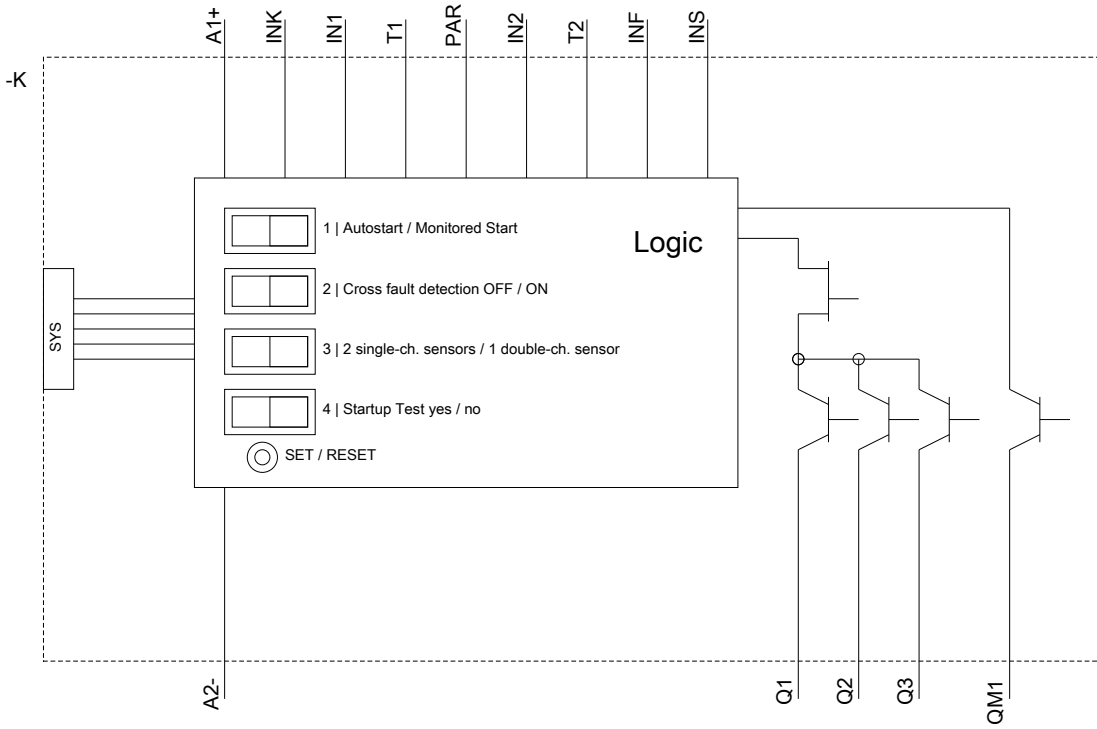 A1+
INK
IN1
T1
PAR
IN2
T2
INF
INS
-K
1 | Autostart / Monitored Start
Logic
2 | Cross fault detection OFF / ON
SYS
3 | 2 single-ch. sensors / 1 double-ch. sensor
4 | Startup Test yes / no
SET / RESET
A2-
Q1
Q2
Q3
QM1